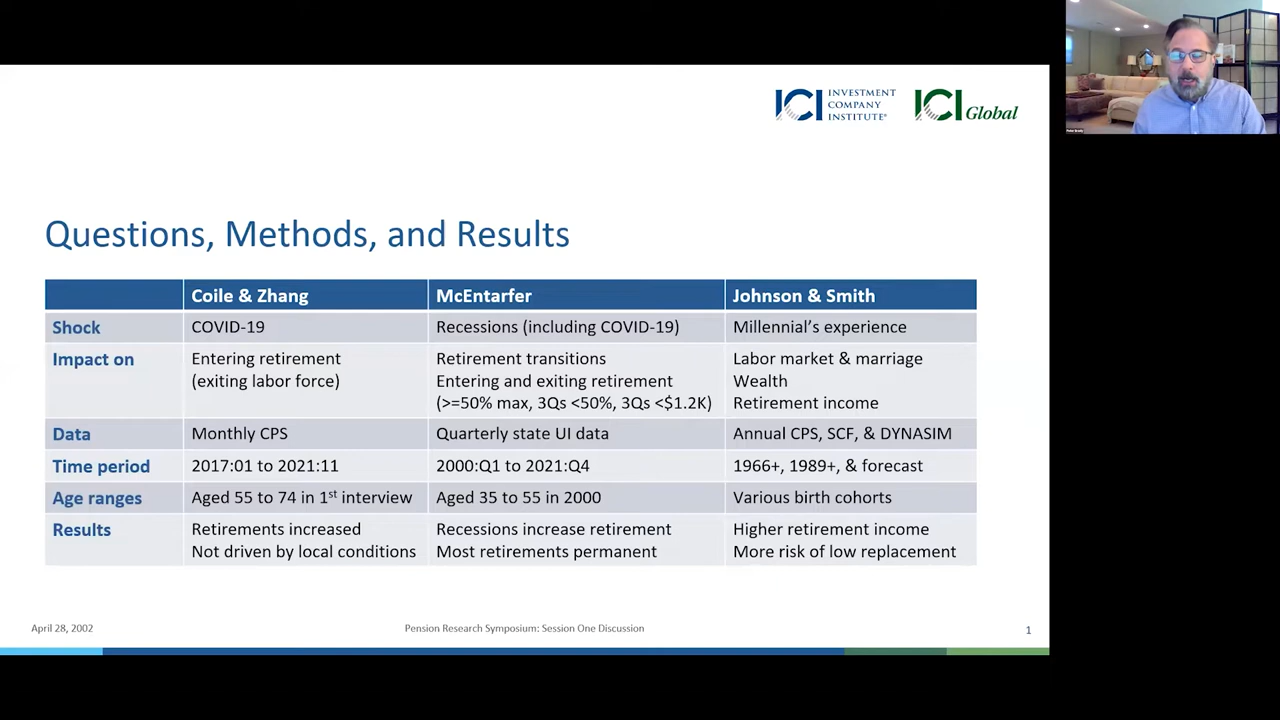 ICI INVESTMENT
COMPANY
INSTITUTE®
ICI Global
Peter Brady
Questions, Methods, and Results
Coile & Zhang McEntarfer Johnson & Smith
Shock COVID-19 Recessions (including COVID-19) Millennial's experience
Impact on Entering retirement Retirement transitions Labor market & marriage
(exiting labor force) Entering and exiting retirement Wealth
(>=50% max, 3Qs <50%, 3Qs <$1.2K) Retirement income
Data Monthly CPS Quarterly state UI data Annual CPS, SCF, & DYNASIM
Time period 2017:01 to 2021:11 2000:Q1 to 2021:Q4 1966+, 1989+, & forecast
Age ranges Aged 55 to 74 in 1st interview Aged 35 to 55 in 2000 Various birth cohorts
Results Retirements increased Recessions increase retirement Higher retirement income
Not driven by local conditions Most retirements permanent More risk of low replacement
April 28, 2002 Pension Research Symposium: Session One Discussion 1